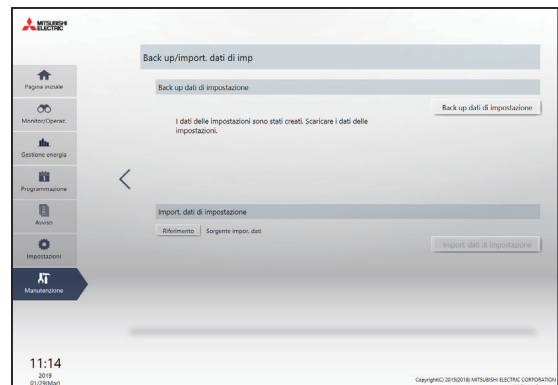 MITSUBISHI
ELECTRIC
Back up/import. dati di imp
Pagina iniziale
Back up dati di impostazione
Monitor/Operaz.
Back up dati di impostazione
I dati delle impostazioni sono stati creati. Scaricare i dati delle
impostazioni.
Gestione energia
Programmazione
Avviso
Import. dati di impostazione
Riferimento Sorgente impor. dati
Import. dati di impostazione
Impostazioni
Manutenzione
11:14
2019
01/29(Mar)
Copyright(C) 2015(2018) MITSUBISHI ELECTRIC CORPORATION